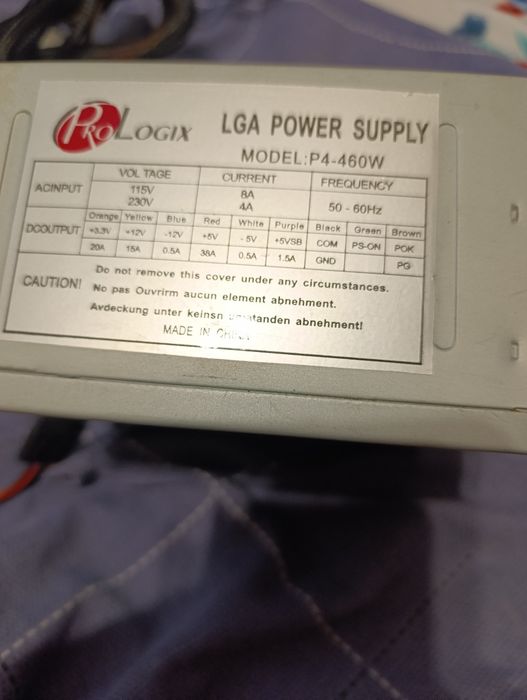 PROLOGIX
LGA POWER SUPPLY
MODEL:P4-460W
ACINPUT
VOL TAGE CURRENT FREQUENCY
115V 8A
230V 4A
50 - 60Hz
DCOUTPUT
Orange Yellow Blue Red White Purple Black Green Brown
+3.3V +12V -12V +5V - 5V +5VSB COM PS-ON POK
20A 15A 0.5A 38A 0.5A 1.5A GND PG
CAUTION!
Do not remove this cover under any circumstances.
No pas Ouvrirm aucun element abnehment.
Avdeckung unter keinsn abnehment!
MADE IN CHINA